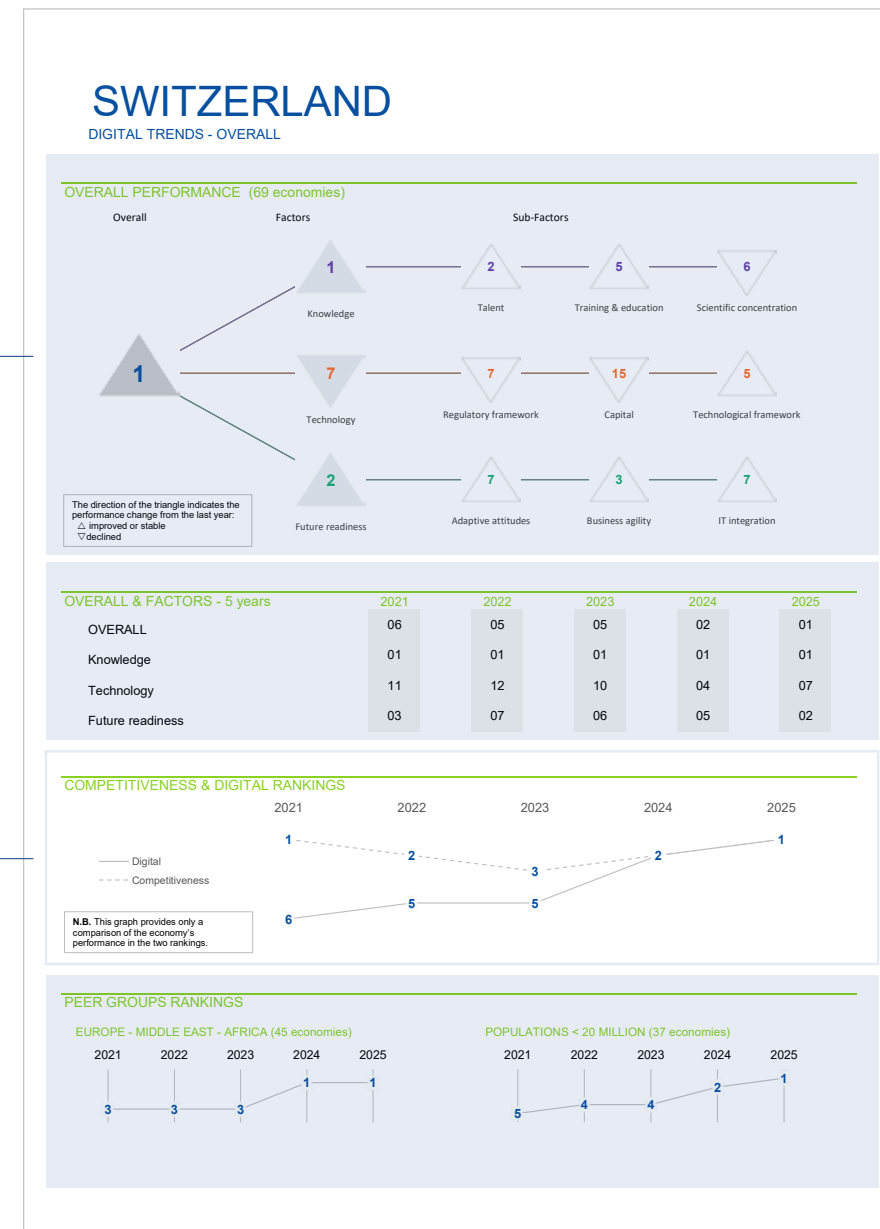 SWITZERLAND
DIGITAL TRENDS - OVERALL
OVERALL PERFORMANCE (69 economies)
Overall Factors Sub-Factors
1 2 5 6
Knowledge Talent Training & education Scientific concentration
1
7 7 15 5
Technology Regulatory framework Capital Technological framework
2 7 3 7
Future readiness Adaptive attitudes Business agility IT integration
The direction of the triangle indicates the
performance change from the last year:
△ improved or stable
▽declined
OVERALL & FACTORS - 5 years 2021 2022 2023 2024 2025
OVERALL 06 05 05 02 01
Knowledge 01 01 01 01 01
Technology 11 12 10 04 07
Future readiness 03 07 06 05 02
COMPETITIVENESS & DIGITAL RANKINGS
2021 2022 2023 2024 2025
1 2 3 2 1
6 5 5
Digital
Competitiveness
N.B. This graph provides only a
comparison of the economy's
performance in the two rankings.
PEER GROUPS RANKINGS
EUROPE - MIDDLE EAST - AFRICA (45 economies)
2021 2022 2023 2024 2025
3 3 3 1 1
POPULATIONS < 20 MILLION (37 economies)
2021 2022 2023 2024 2025
5 4 4 2 1